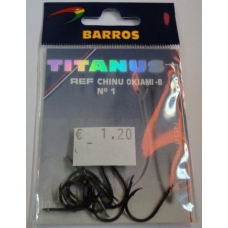 BARROS
TITANUS
REF CHINU OKIAMI-B
Nº 1
€ 1.20